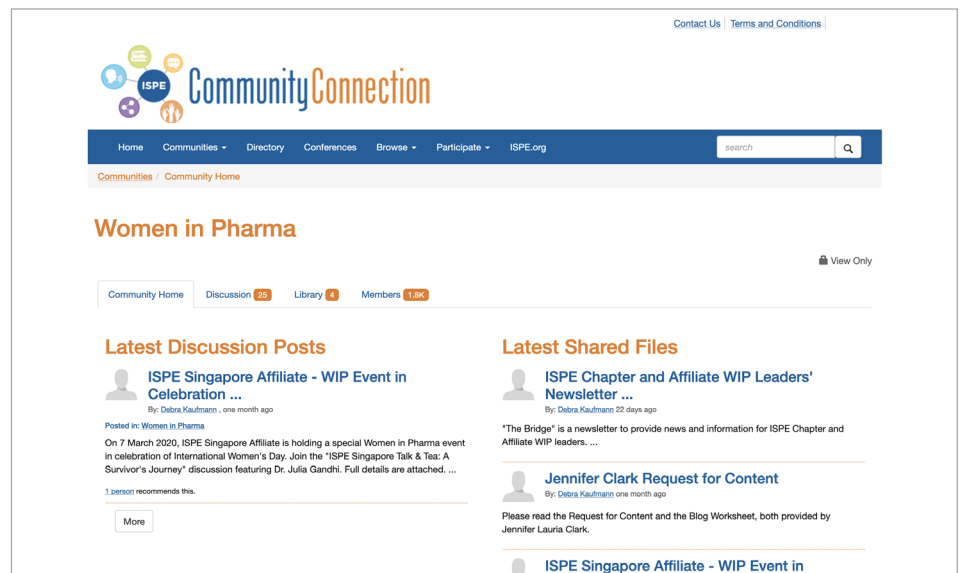 Contact Us Terms and Conditions
ISPE CommunityConnection
Home Communities Directory Conferences Browse Participate ISPE.org search
Communities / Community Home
Women in Pharma
View Only
Community Home Discussion 25 Library 4 Members 1.8K
Latest Discussion Posts
ISPE Singapore Affiliate - WIP Event in
Celebration ...
By: Debra Kaufmann , one month ago
Posted in: Women in Pharma
On 7 March 2020, ISPE Singapore Affiliate is holding a special Women in Pharma event
in celebration of International Women's Day. Join the "ISPE Singapore Talk & Tea: A
Survivor's Journey" discussion featuring Dr. Julia Gandhi. Full details are attached. ...
1 person recommends this.
More
Latest Shared Files
ISPE Chapter and Affiliate WIP Leaders'
Newsletter ...
By: Debra Kaufmann 22 days ago
"The Bridge" is a newsletter to provide news and information for ISPE Chapter and
Affiliate WIP leaders. ...
Jennifer Clark Request for Content
By: Debra Kaufmann one month ago
Please read the Request for Content and the Blog Worksheet, both provided by
Jennifer Lauria Clark.
ISPE Singapore Affiliate - WIP Event in